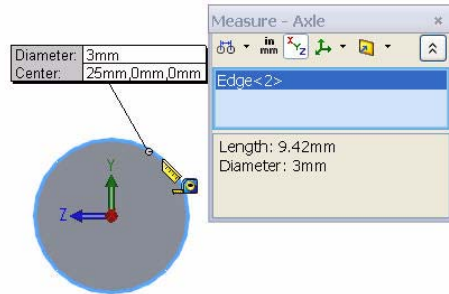 Measure - Axle
in
mm
X
Y
Z
Diameter: 3mm
Center: 25mm,0mm,0mm
Edge<2>
Length: 9.42mm
Diameter: 3mm
Y
Z